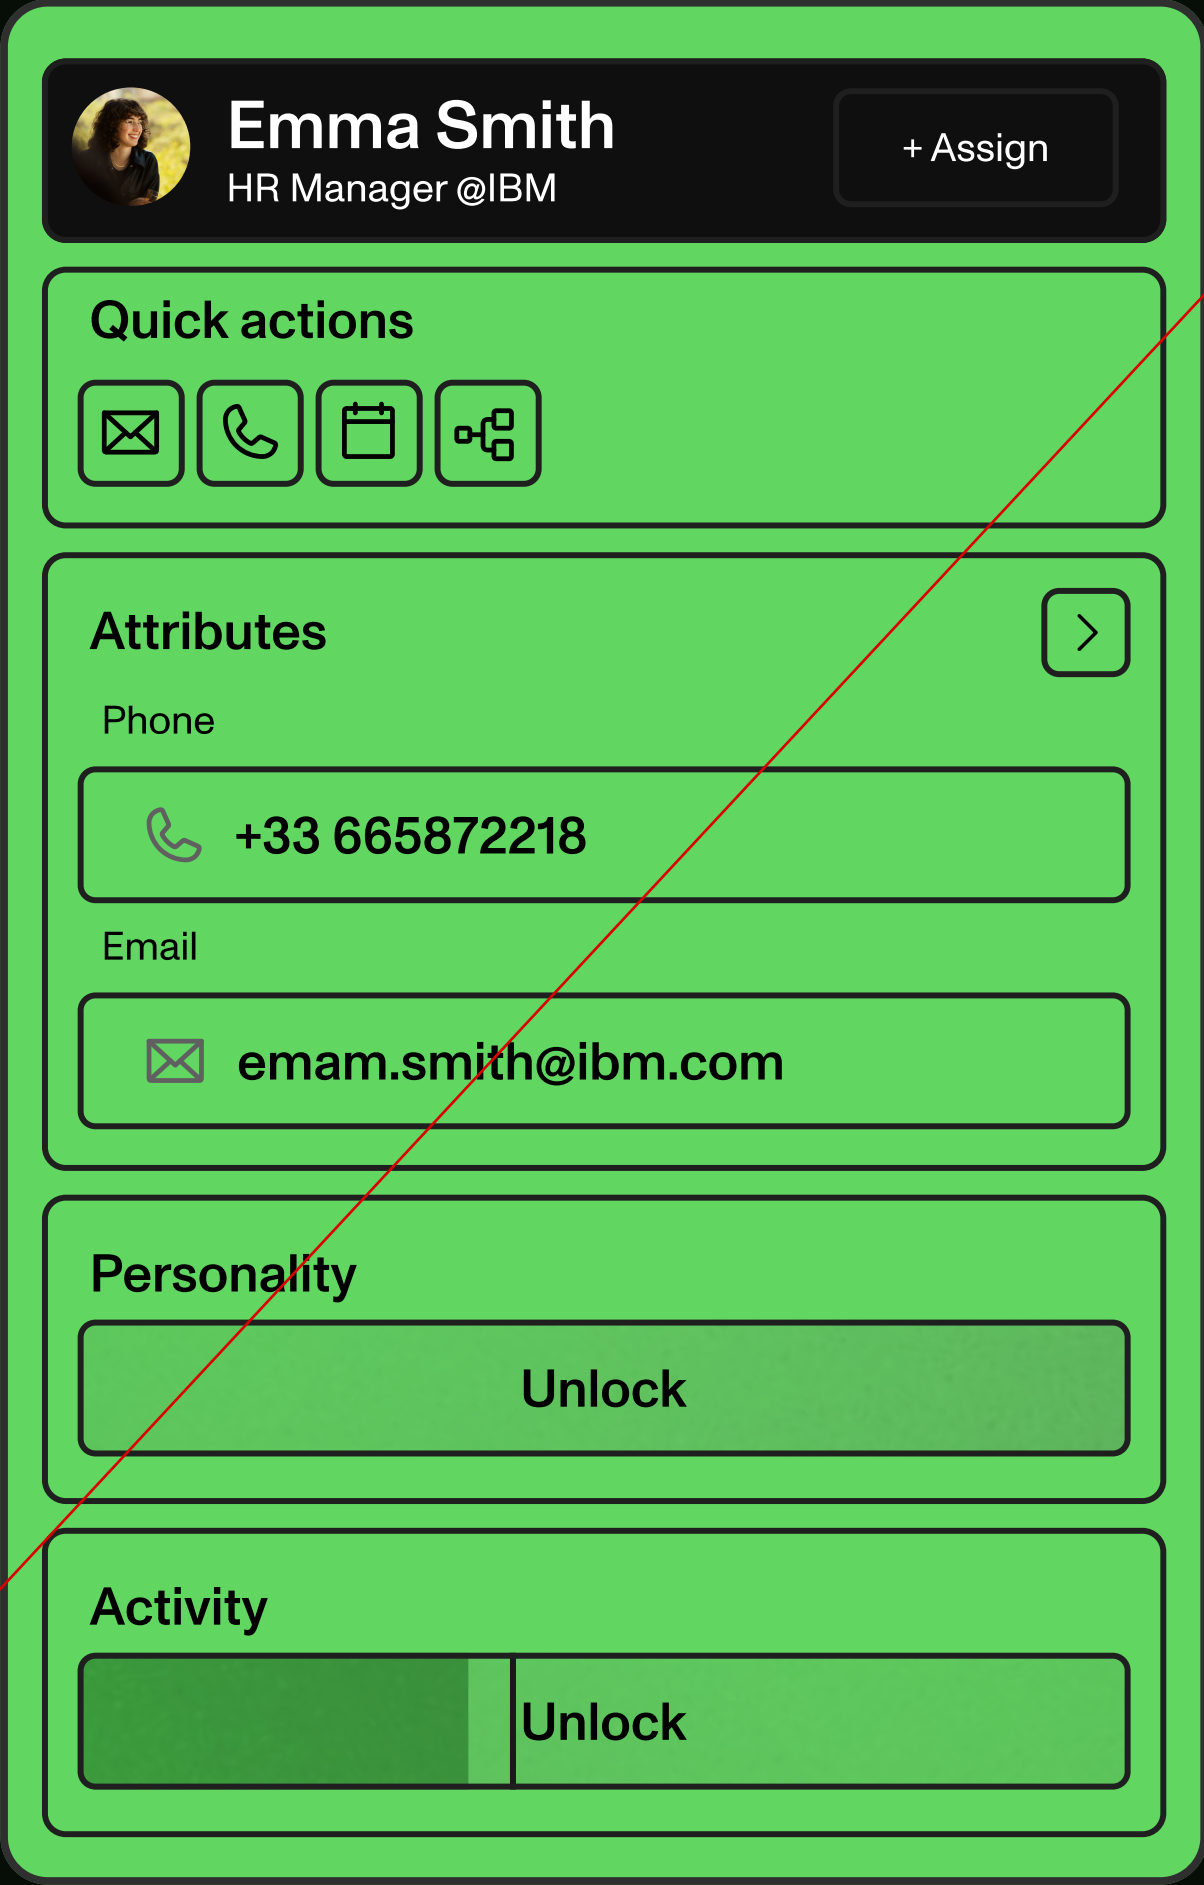 Emma Smith
HR Manager @IBM
+ Assign
Quick actions
Attributes
Phone
+33 665872218
Email
emam.smith@ibm.com
Personality
Unlock
Activity
Unlock